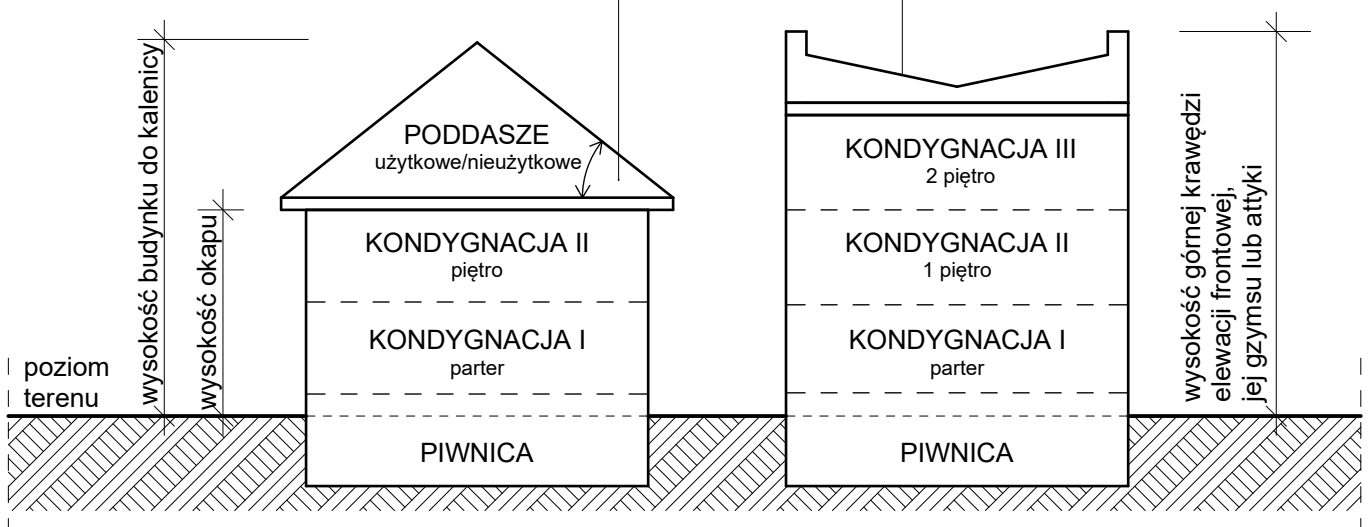 wysokość budynku do kalenicy
wysokość okapu
poziom
terenu
PODDASZE
użytkowe/nieużytkowe
KONDYGNACJA II
piętro
KONDYGNACJA I
parter
PIWNICA
KONDYGNACJA III
2 piętro
KONDYGNACJA II
1 piętro
KONDYGNACJA I
parter
PIWNICA
wysokość górnej krawędzi
elewacji frontowej,
jej gzymsu lub attyki